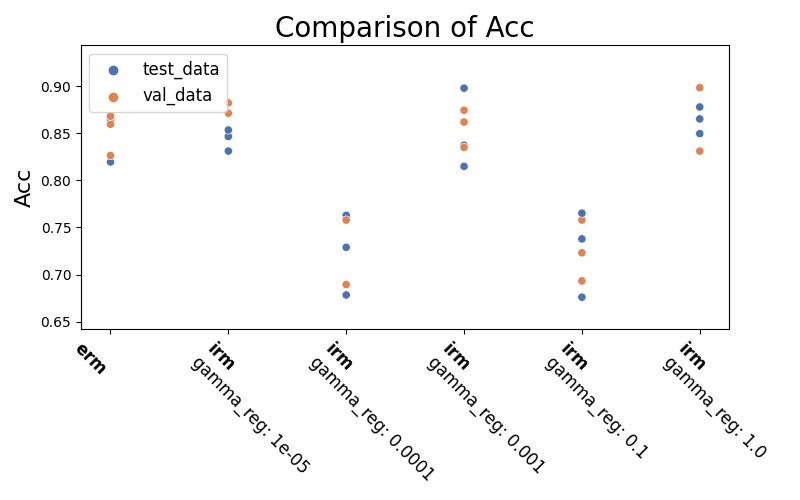 Comparison of Acc
test_data
val_data
Acc
0.90
0.85
0.80
0.75
0.70
0.65
erm
irm
gamma_reg: 1e-05
irm
gamma_reg: 0.0001
irm
gamma_reg: 0.001
irm
gamma_reg: 0.1
irm
gamma_reg: 1.0